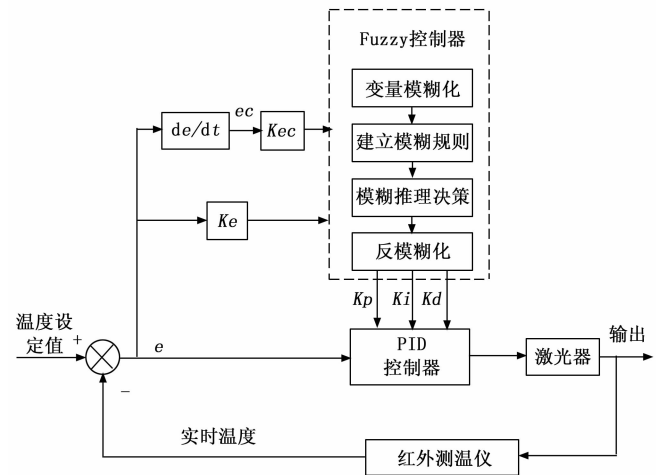 Fuzzy控制器
变量模糊化
建立模糊规则
模糊推理决策
反模糊化
de/dt
ec
Kec
Ke
Kp
Ki
Kd
温度设
定值
+
−
e
PID
控制器
激光器
输出
实时温度
红外测温仪